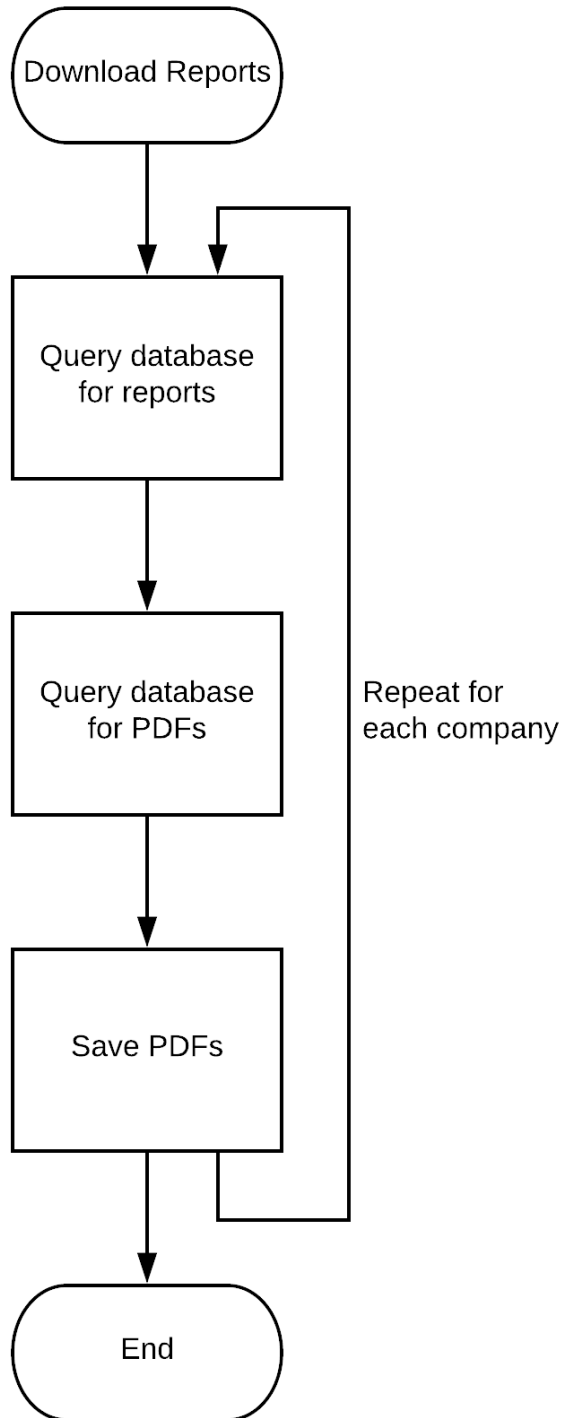 Download Reports
Query database
for reports
Query database
for PDFs
Repeat for
each company
Save PDFs
End